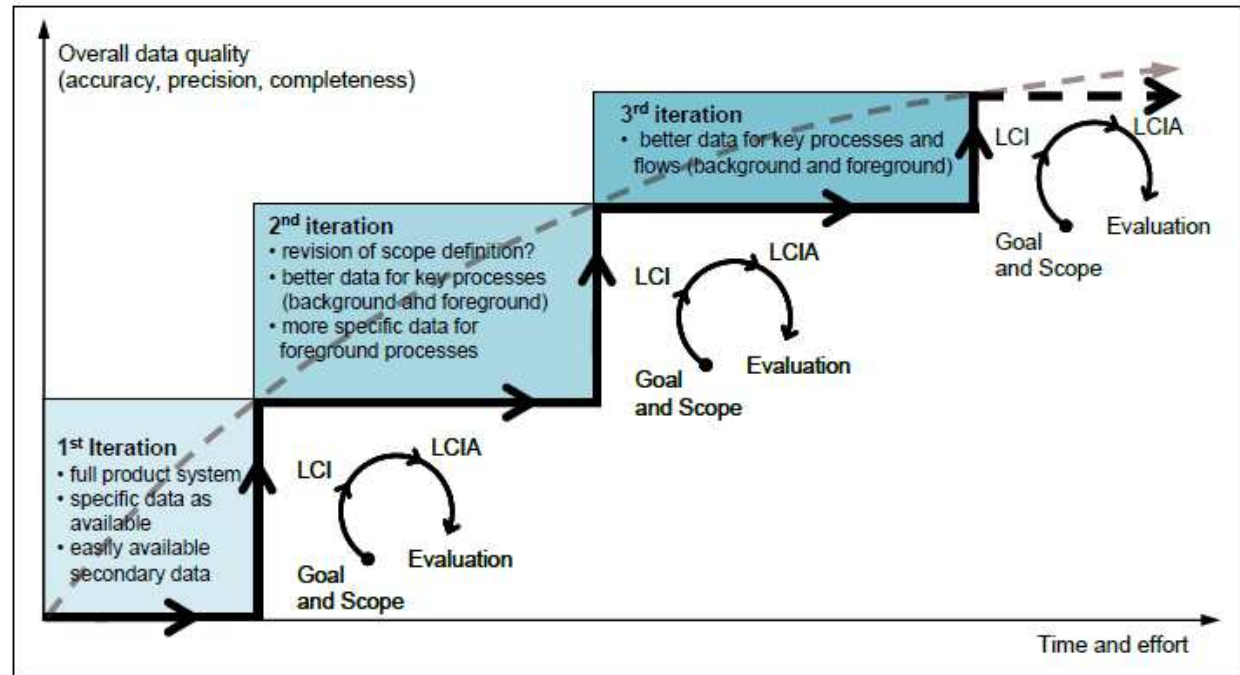 Overall data quality
(accuracy, precision, completeness)
3rd iteration
• better data for key processes and
flows (background and foreground)
LCI
LCIA
Goal
and Scope
Evaluation
2nd iteration
• revision of scope definition?
• better data for key processes
(background and foreground)
• more specific data for
foreground processes
LCI
LCIA
Goal
and Scope
Evaluation
1st Iteration
• full product system
• specific data as
available
• easily available
secondary data
LCI
LCIA
Goal
and Scope
Evaluation
Time and effort